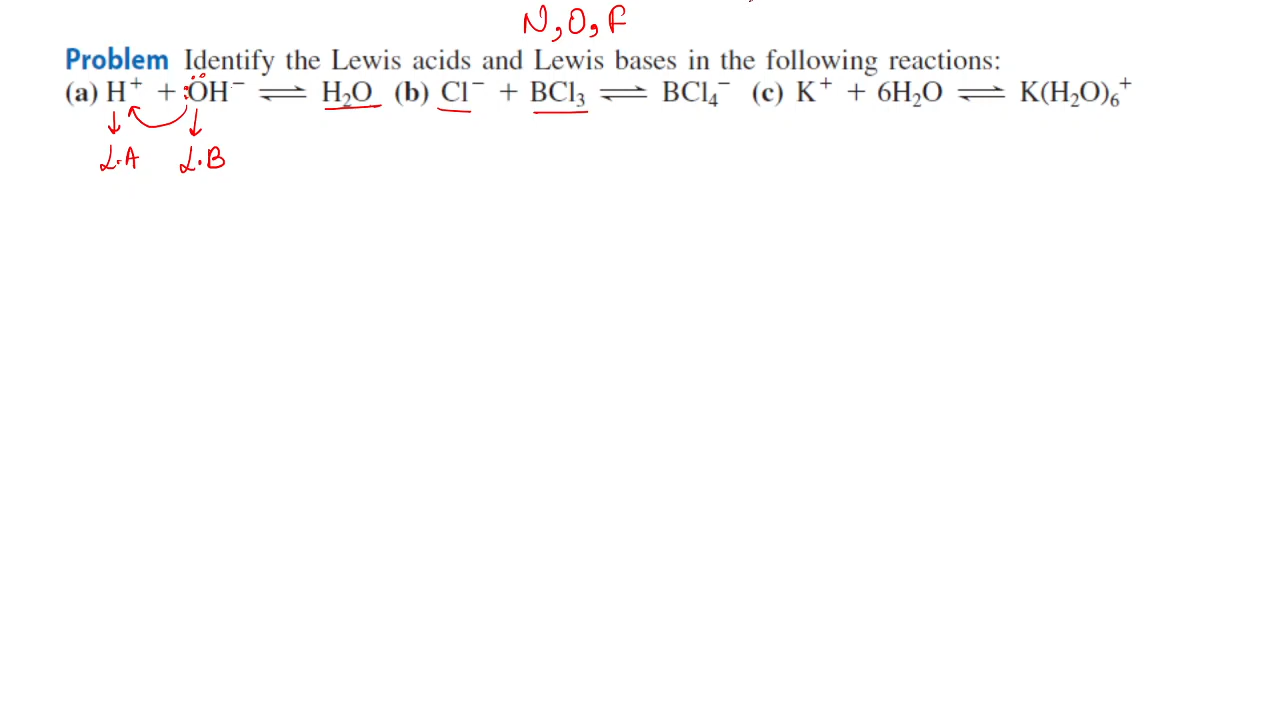 N, O, F
Problem Identify the Lewis acids and Lewis bases in the following reactions:
(a) H⁺ + :ÖH⁻ ⇌ H₂O (b) Cl⁻ + BCl₃ ⇌ BCl₄⁻ (c) K⁺ + 6H₂O ⇌ K(H₂O)₆⁺
L.A L.B